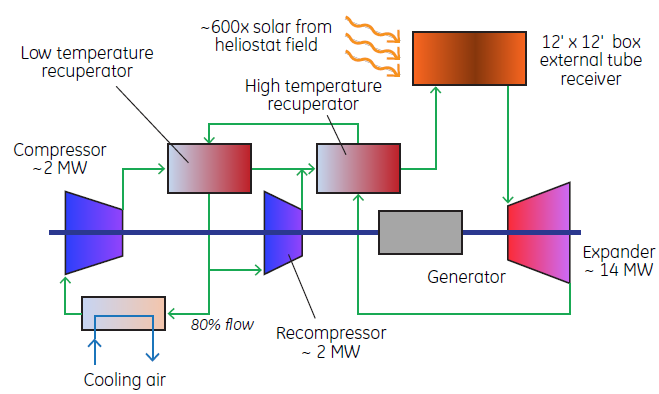 ~600x solar from
heliostat field
12' x 12' box
external tube
receiver
Low temperature
recuperator
High temperature
recuperator
Compressor
~2 MW
Expander
~ 14 MW
Generator
80% flow
Recompressor
~ 2 MW
Cooling air